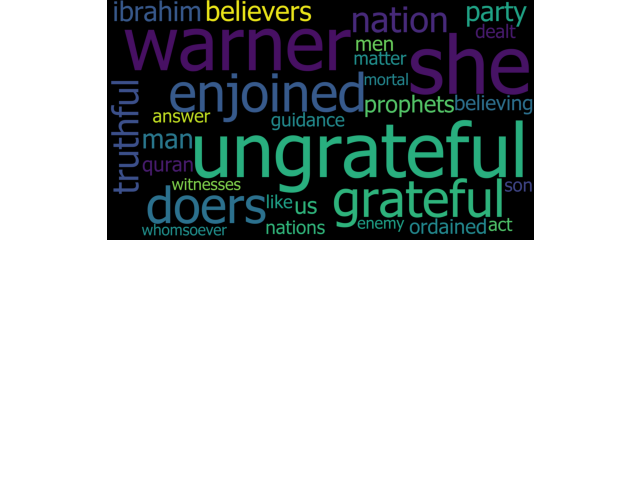 ibrahim believers
nation
party
warner
men
dealt
she
matter
enjoined
mortal
truthful
prophets
believing
answer
guidance
man
ungrateful
quran
witnesses
son
doers
like
us
grateful
whomsoever
nations
enemy
ordained
act